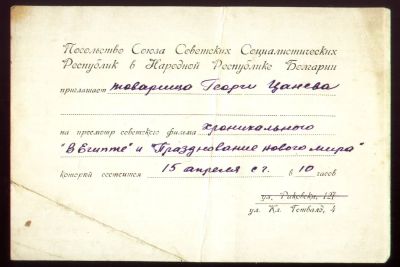 Посольство Союза Советских Социалистических
Республик в Народной Республике Болгарии
приглашает товарища Георги Цанева
на просмотр советского фильма хроникального
"В Египте" и "Празднование нового мира"
который состоится 15 апреля с г. в 10 часов
ул. Раковски, 127
ул. Кл. Готвалд, 4